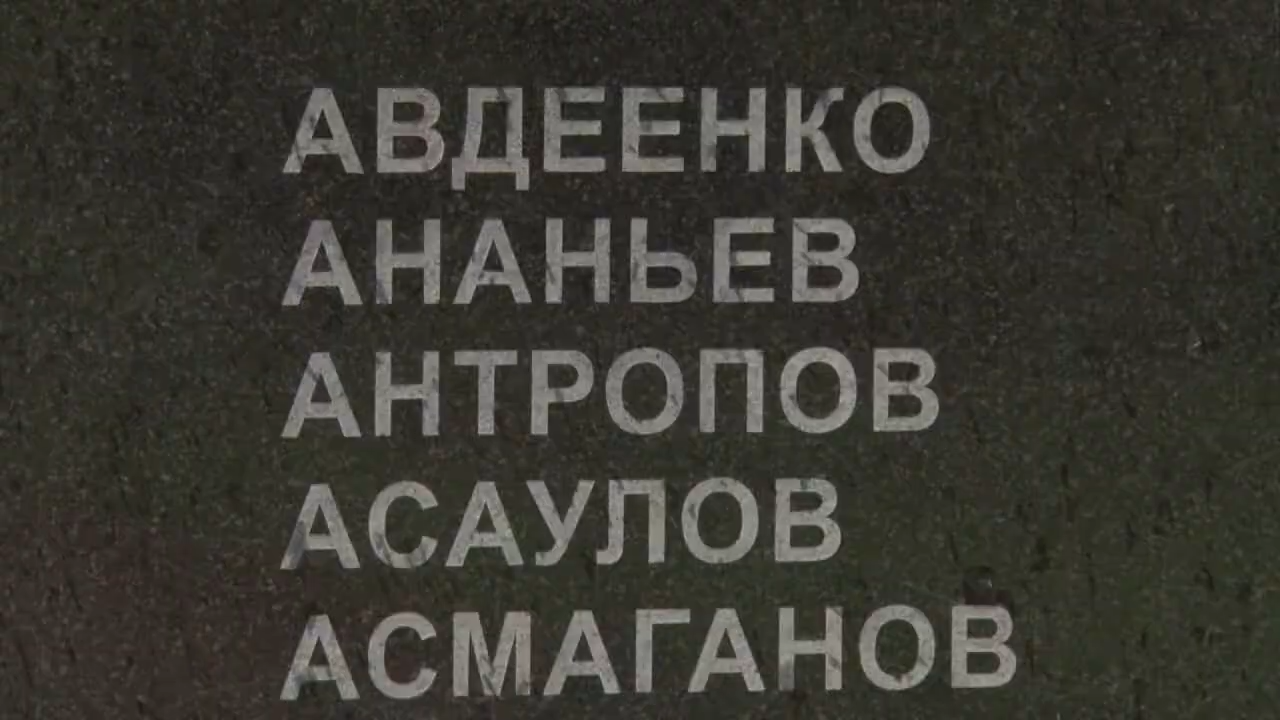 АВДЕЕНКО
АНАНЬЕВ
АНТРОПОВ
АСАУЛОВ
АСМАГАНОВ